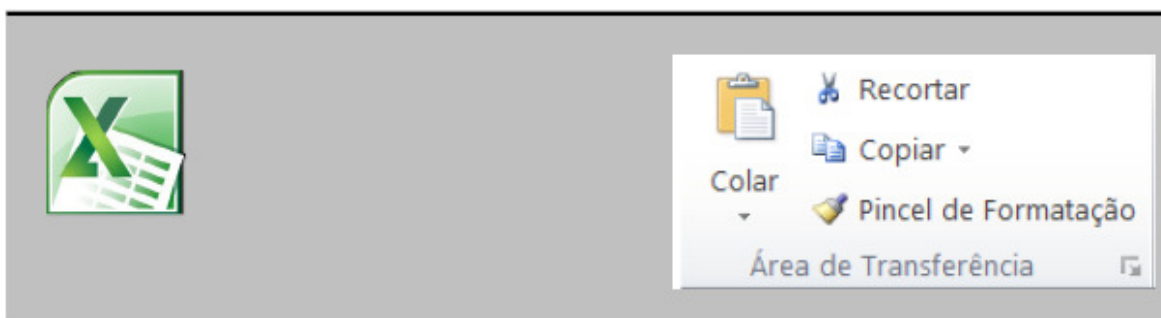 Recortar
Copiar
Colar
Pincel de Formatação
Área de Transferência